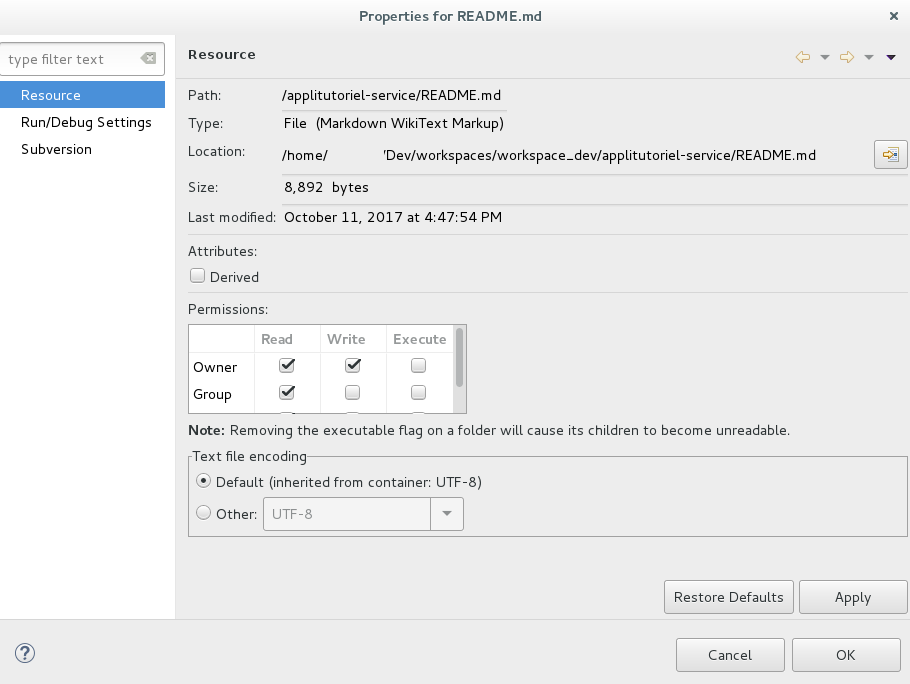 Properties for README.md
type filter text
Resource
Run/Debug Settings
Subversion
Resource
Path: /applitutoriel-service/README.md
Type: File (Markdown WikiText Markup)
Location: /home/ 'Dev/workspaces/workspace_dev/applitutoriel-service/README.md
Size: 8,892 bytes
Last modified: October 11, 2017 at 4:47:54 PM
Attributes:
Derived
Permissions:
Read Write Execute
Owner
Group
Note: Removing the executable flag on a folder will cause its children to become unreadable.
Text file encoding
Default (inherited from container: UTF-8)
Other: UTF-8
Restore Defaults Apply
? Cancel OK